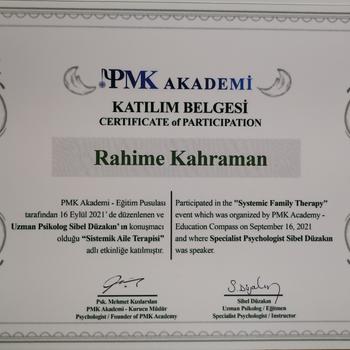 PMK AKADEMİ
KATILIM BELGESİ
CERTIFICATE of PARTICIPATION
Rahime Kahraman
PMK Akademi - Eğitim Pusulası
tarafından 16 Eylül 2021' de düzenlenen ve
Uzman Psikolog Sibel Düzakın'ın konuşmacı
olduğu "Sistemik Aile Terapisi"
adlı etkinliğe katılmıştır.
Participated in the "Systemic Family Therapy"
event which was organized by PMK Academy -
Education Compass on September 16, 2021
and where Specialist Psychologist Sibel Düzakın
was speaker.
Psk. Mehmet Kızılarslan
PMK Akademi - Kurucu Müdür
Psychologist / Founder of PMK Academy
S. Düzakın
Sibel Düzakın
Uzman Psikolog / Eğitmen
Specialist Psychologist / Instructor